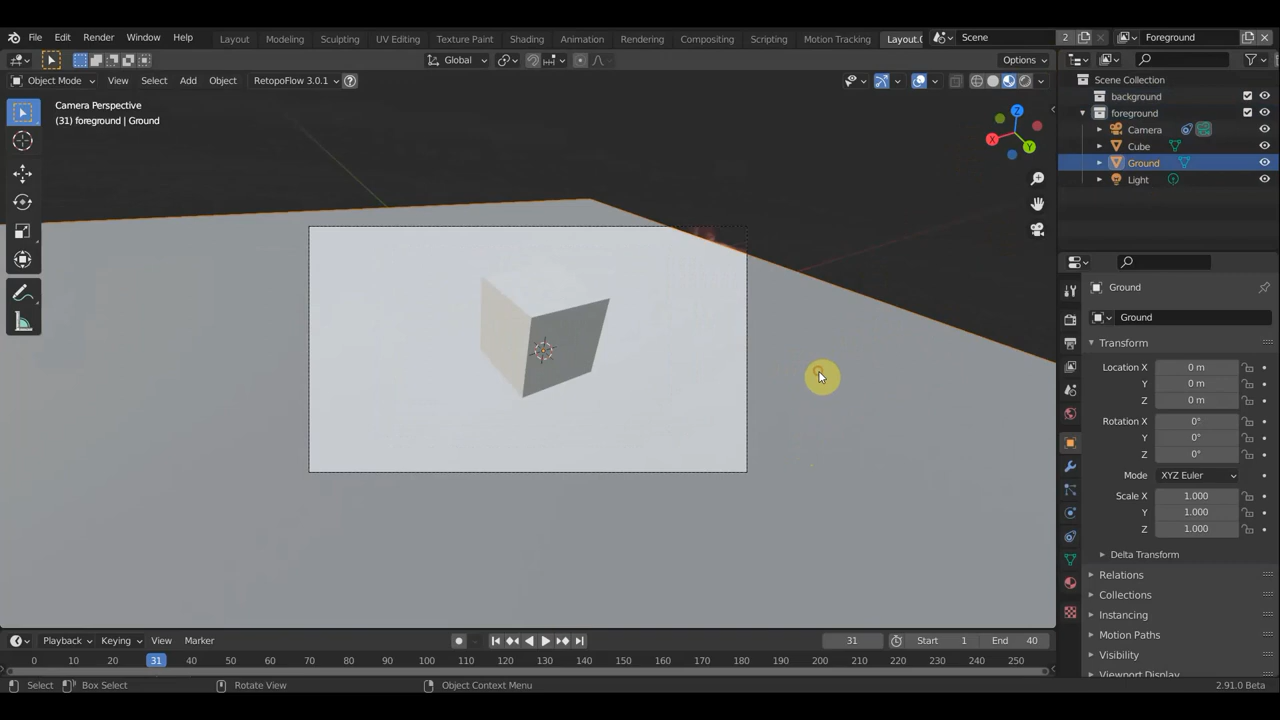 File Edit Render Window Help Layout Modeling Sculpting UV Editing Texture Paint Shading Animation Rendering Compositing Scripting Motion Tracking Layout.0 Scene 2 Foreground
Global Options
Object Mode View Select Add Object RetopoFlow 3.0.1
Camera Perspective
(31) foreground | Ground
Z
X
Y
Scene Collection
background
foreground
Camera
Cube
Ground
Light
Ground
Ground
Transform
Location X 0 m
Y 0 m
Z 0 m
Rotation X 0°
Y 0°
Z 0°
Mode XYZ Euler
Scale X 1.000
Y 1.000
Z 1.000
Delta Transform
Relations
Collections
Instancing
Motion Paths
Visibility
Viewport Display
Playback Keying View Marker 31 Start 1 End 40
0 10 20 31 40 50 60 70 80 90 100 110 120 130 140 150 160 170 180 190 200 210 220 230 240 250
Select Box Select Rotate View Object Context Menu 2.91.0 Beta